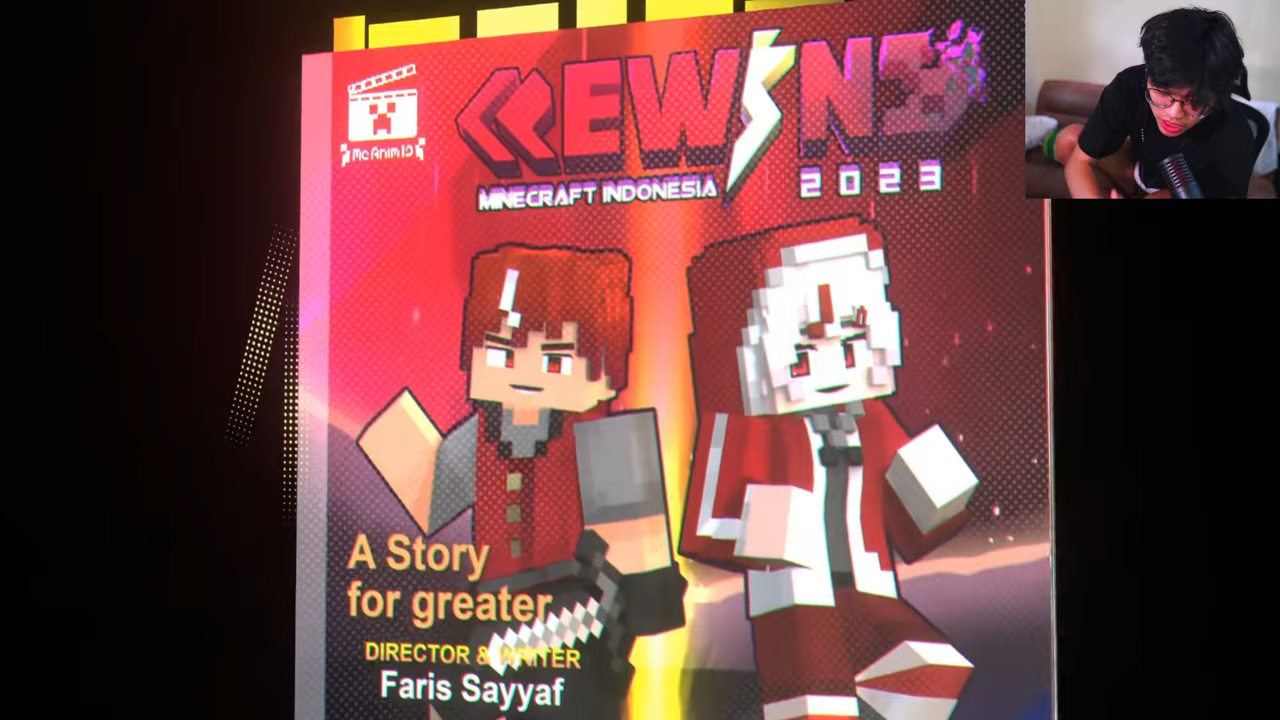 REWIND
MINECRAFT INDONESIA
2023
Mc Anim ID
A Story
for greater
DIRECTOR & WRITER
Faris Sayyaf